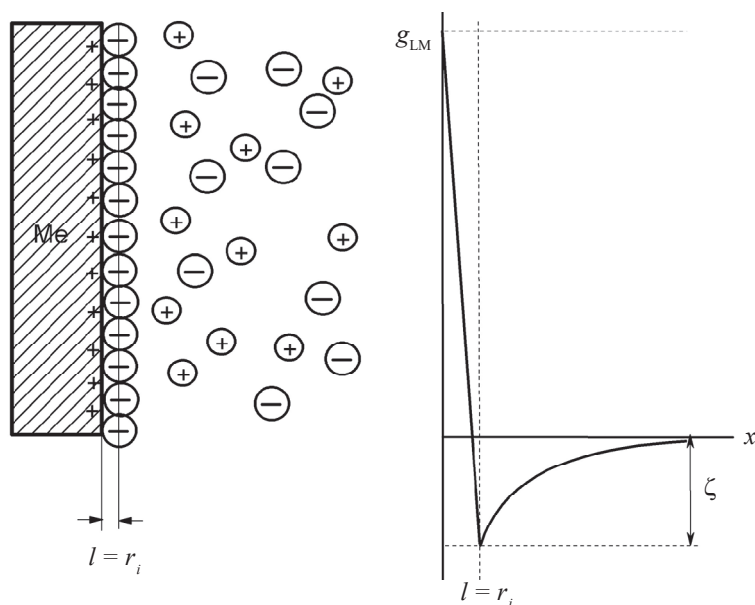 Me
l = r_i
g_LM
x
ζ
l = r_i